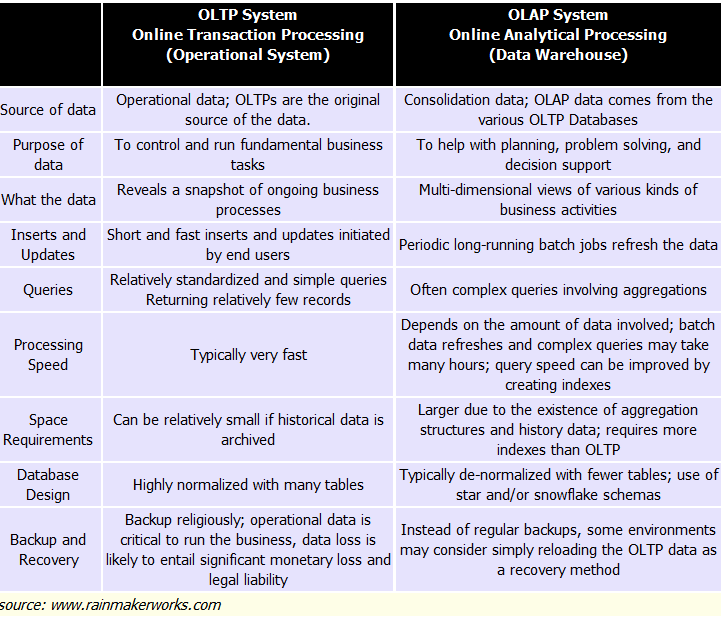 OLTP System
Online Transaction Processing
(Operational System)
OLAP System
Online Analytical Processing
(Data Warehouse)
Source of data
Operational data; OLTPs are the original
source of the data.
Consolidation data; OLAP data comes from the
various OLTP Databases
Purpose of
data
To control and run fundamental business
tasks
To help with planning, problem solving, and
decision support
What the data
Reveals a snapshot of ongoing business
processes
Multi-dimensional views of various kinds of
business activities
Inserts and
Updates
Short and fast inserts and updates initiated
by end users
Periodic long-running batch jobs refresh the data
Queries
Relatively standardized and simple queries
Returning relatively few records
Often complex queries involving aggregations
Processing
Speed
Typically very fast
Depends on the amount of data involved; batch
data refreshes and complex queries may take
many hours; query speed can be improved by
creating indexes
Space
Requirements
Can be relatively small if historical data is
archived
Larger due to the existence of aggregation
structures and history data; requires more
indexes than OLTP
Database
Design
Highly normalized with many tables
Typically de-normalized with fewer tables; use of
star and/or snowflake schemas
Backup and
Recovery
Backup religiously; operational data is
critical to run the business, data loss is
likely to entail significant monetary loss and
legal liability
Instead of regular backups, some environments
may consider simply reloading the OLTP data as
a recovery method
source: www.rainmakerworks.com